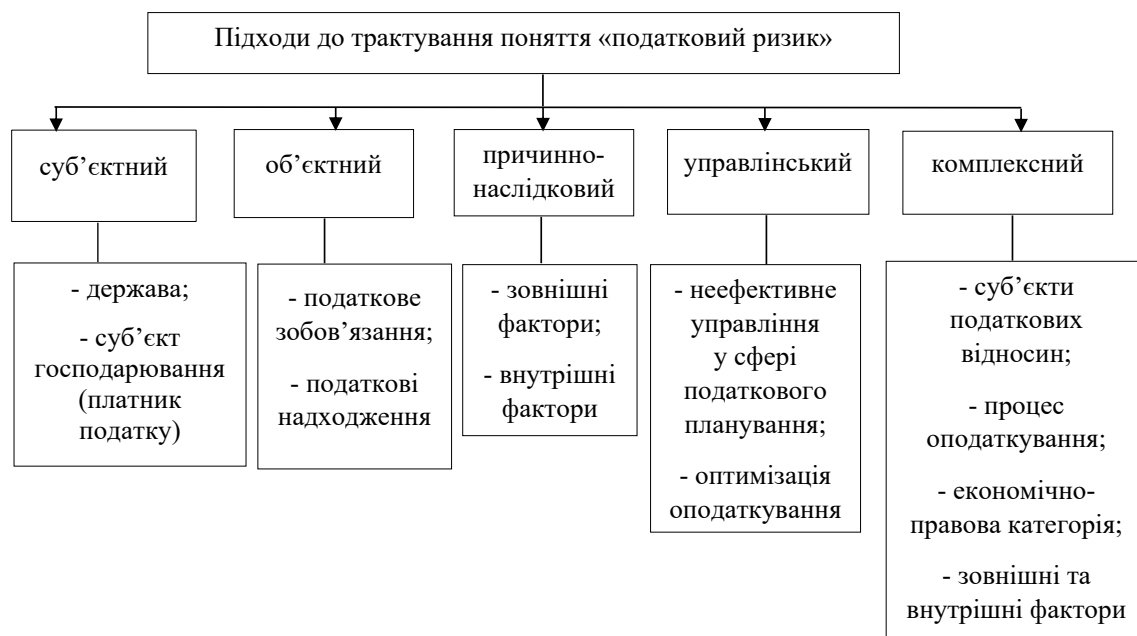 Підходи до трактування поняття «податковий ризик»
суб’єктний
об’єктний
причинно-
наслідковий
управлінський
комплексний
- держава;
- суб’єкт
господарювання
(платник
податку)
- податкове
зобов’язання;
- податкові
надходження
- зовнішні
фактори;
- внутрішні
фактори
- неефективне
управління
у сфері
податкового
планування;
- оптимізація
оподаткування
- суб’єкти
податкових
відносин;
- процес
оподаткування;
- економічно-
правова категорія;
- зовнішні та
внутрішні фактори